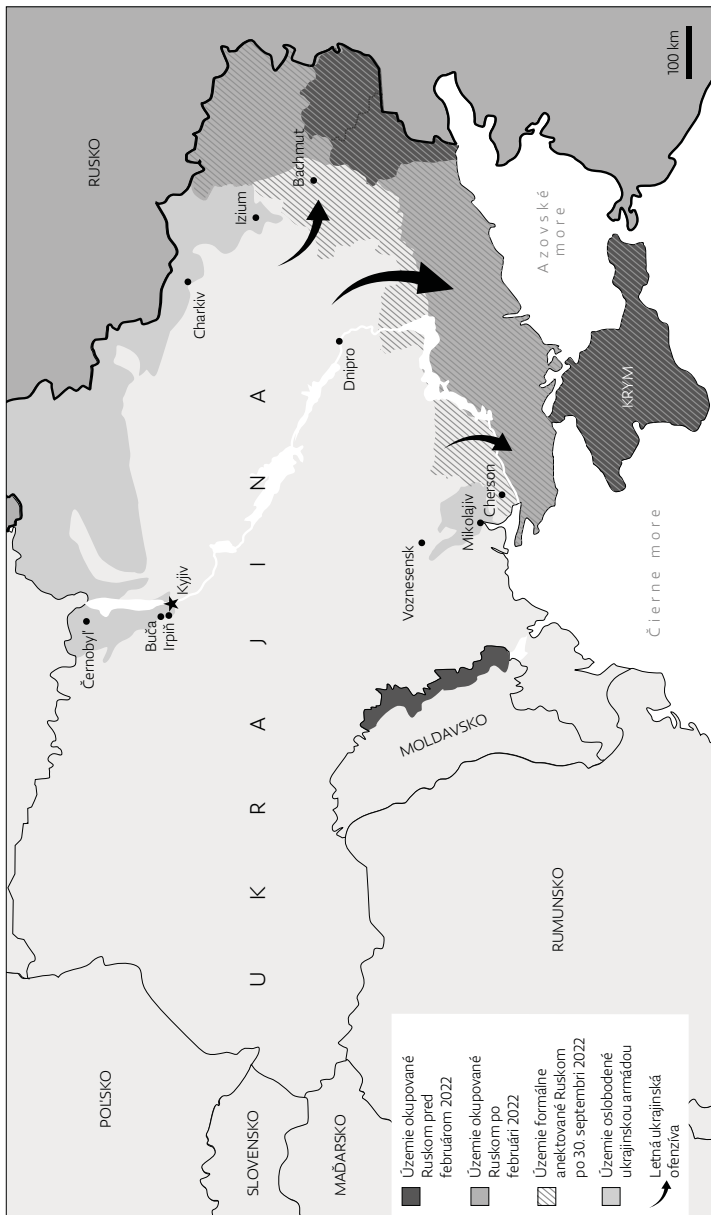 POĽSKO
SLOVENSKO
MAĎARSKO
RUMUNSKO
MOLDAVSKO
RUSKO
U K R A J I N A
Černobyľ
Buča
Irpiň
Kyjiv
Charkiv
Izium
Bachmut
Dnipro
Voznesensk
Mikolajiv
Cherson
KRYM
Azovské
more
Čierne more
100 km
Územie okupované
Ruskom pred
februárom 2022
Územie okupované
Ruskom po
februári 2022
Územie formálne
anektované Ruskom
po 30. septembri 2022
Územie oslobodené
ukrajinskou armádou
Letná ukrajinská
ofenzíva